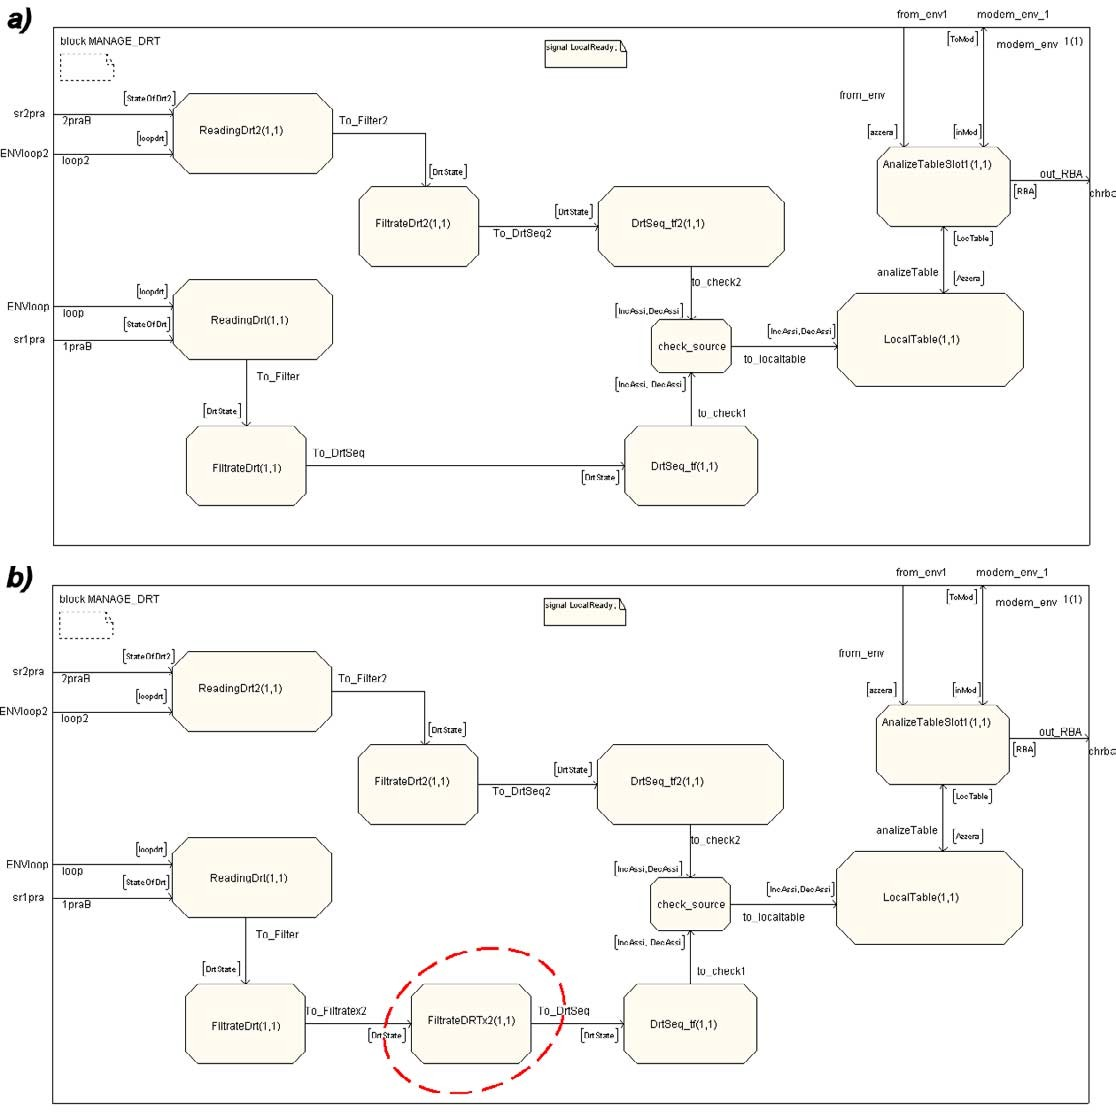 a)
from_env1 modem_env_1
block MANAGE_DRT
signal LocalReady;
[ToMod]
modem_env 1(1)
[StateOfDrt2]
sr2pra
2praB
ReadingDrt2(1,1)
To_Filter2
from_env
[loopdrt]
[azzera]
[inMod]
ENVloop2
loop2
[DrtState]
AnalizeTableSlot1(1,1)
out_RBA
[RBA]
FiltrateDrt2(1,1)
[DrtState]
To_DrtSeq2
DrtSeq_tf2(1,1)
[LocTable]
analizeTable
[Azzera]
to_check2
[loopdrt]
ENVloop
loop
[StateOfDrt]
sr1pra
1praB
ReadingDrt(1,1)
[IncAssi,DecAssi]
check_source
[IncAssi,DecAssi]
to_localtable
LocalTable(1,1)
To_Filter
[IncAssi, DecAssi]
[DrtState]
to_check1
FiltrateDrt(1,1)
To_DrtSeq
[DrtState]
DrtSeq_tf(1,1)
b)
from_env1 modem_env_1
block MANAGE_DRT
signal LocalReady;
[ToMod]
modem_env 1(1)
[StateOfDrt2]
sr2pra
2praB
ReadingDrt2(1,1)
To_Filter2
from_env
[loopdrt]
[azzera]
[inMod]
ENVloop2
loop2
[DrtState]
AnalizeTableSlot1(1,1)
out_RBA
[RBA]
FiltrateDrt2(1,1)
[DrtState]
To_DrtSeq2
DrtSeq_tf2(1,1)
[LocTable]
analizeTable
[Azzera]
to_check2
[loopdrt]
ENVloop
loop
[StateOfDrt]
sr1pra
1praB
ReadingDrt(1,1)
[IncAssi,DecAssi]
check_source
[IncAssi,DecAssi]
to_localtable
LocalTable(1,1)
To_Filter
[IncAssi, DecAssi]
[DrtState]
to_check1
FiltrateDrt(1,1)
To_Filtratex2
[DrtState]
FiltrateDRTx2(1,1)
To_DrtSeq
[DrtState]
DrtSeq_tf(1,1)